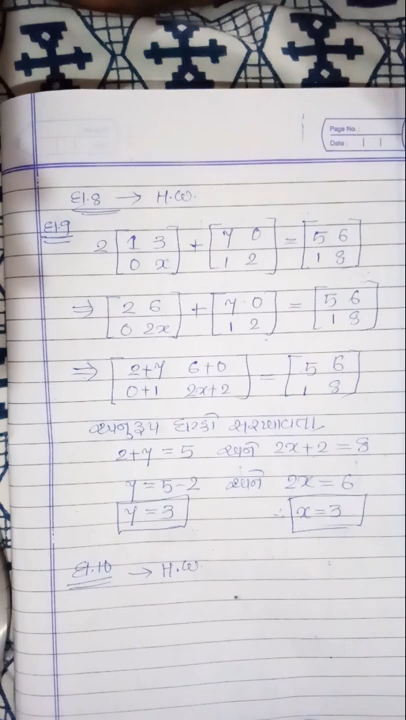 Page No :
Date :
દા.8 → H.W.
દા.9
2 [1 3 / 0 x] + [y 0 / 1 2] = [5 6 / 1 8]
⇒ [2 6 / 0 2x] + [y 0 / 1 2] = [5 6 / 1 8]
⇒ [2+y 6+0 / 0+1 2x+2] = [5 6 / 1 8]
અનુરૂપ ઘટકો સરખાવતા
2+y = 5 અને 2x+2 = 8
y = 5-2 અને 2x = 6
y = 3 ∴ x = 3
દા.10 → H.W.